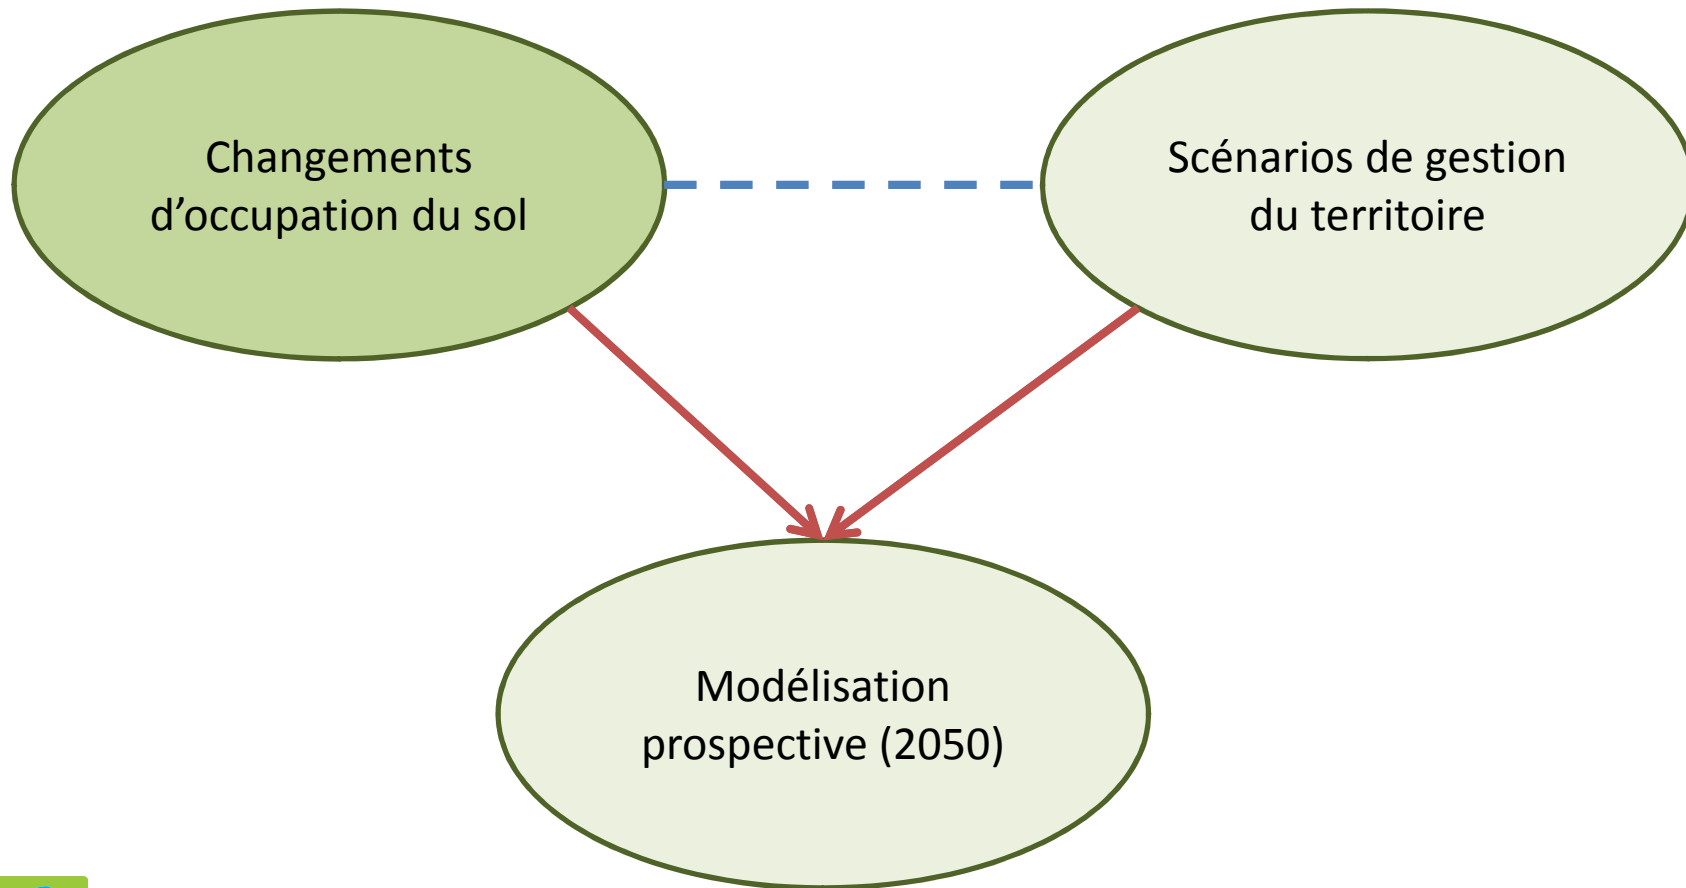 Changements
d’occupation du sol
Scénarios de gestion
du territoire
Modélisation
prospective (2050)